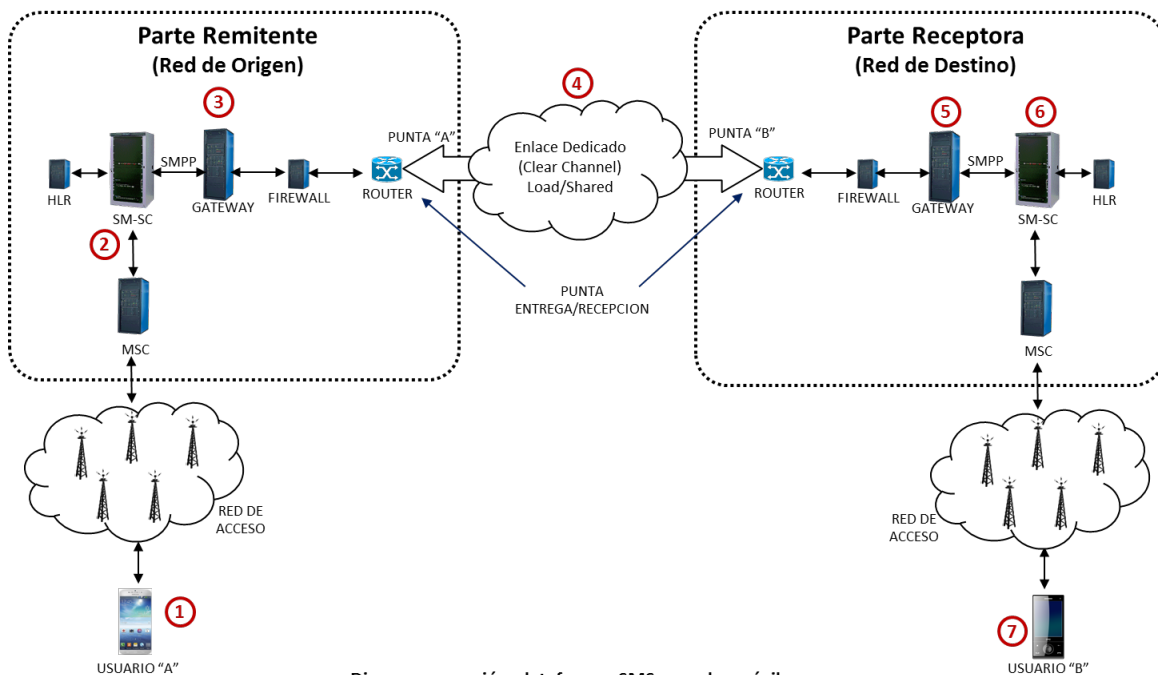 Parte Remitente
(Red de Origen)
Parte Receptora
(Red de Destino)
4
3
5
6
PUNTA "A"
PUNTA "B"
Enlace Dedicado
(Clear Channel)
Load/Shared
SMPP
SMPP
HLR
SM-SC
GATEWAY
FIREWALL
ROUTER
ROUTER
FIREWALL
GATEWAY
SM-SC
HLR
2
PUNTA
ENTREGA/RECEPCION
MSC
MSC
RED DE
ACCESO
RED DE
ACCESO
1
7
USUARIO "A"
USUARIO "B"